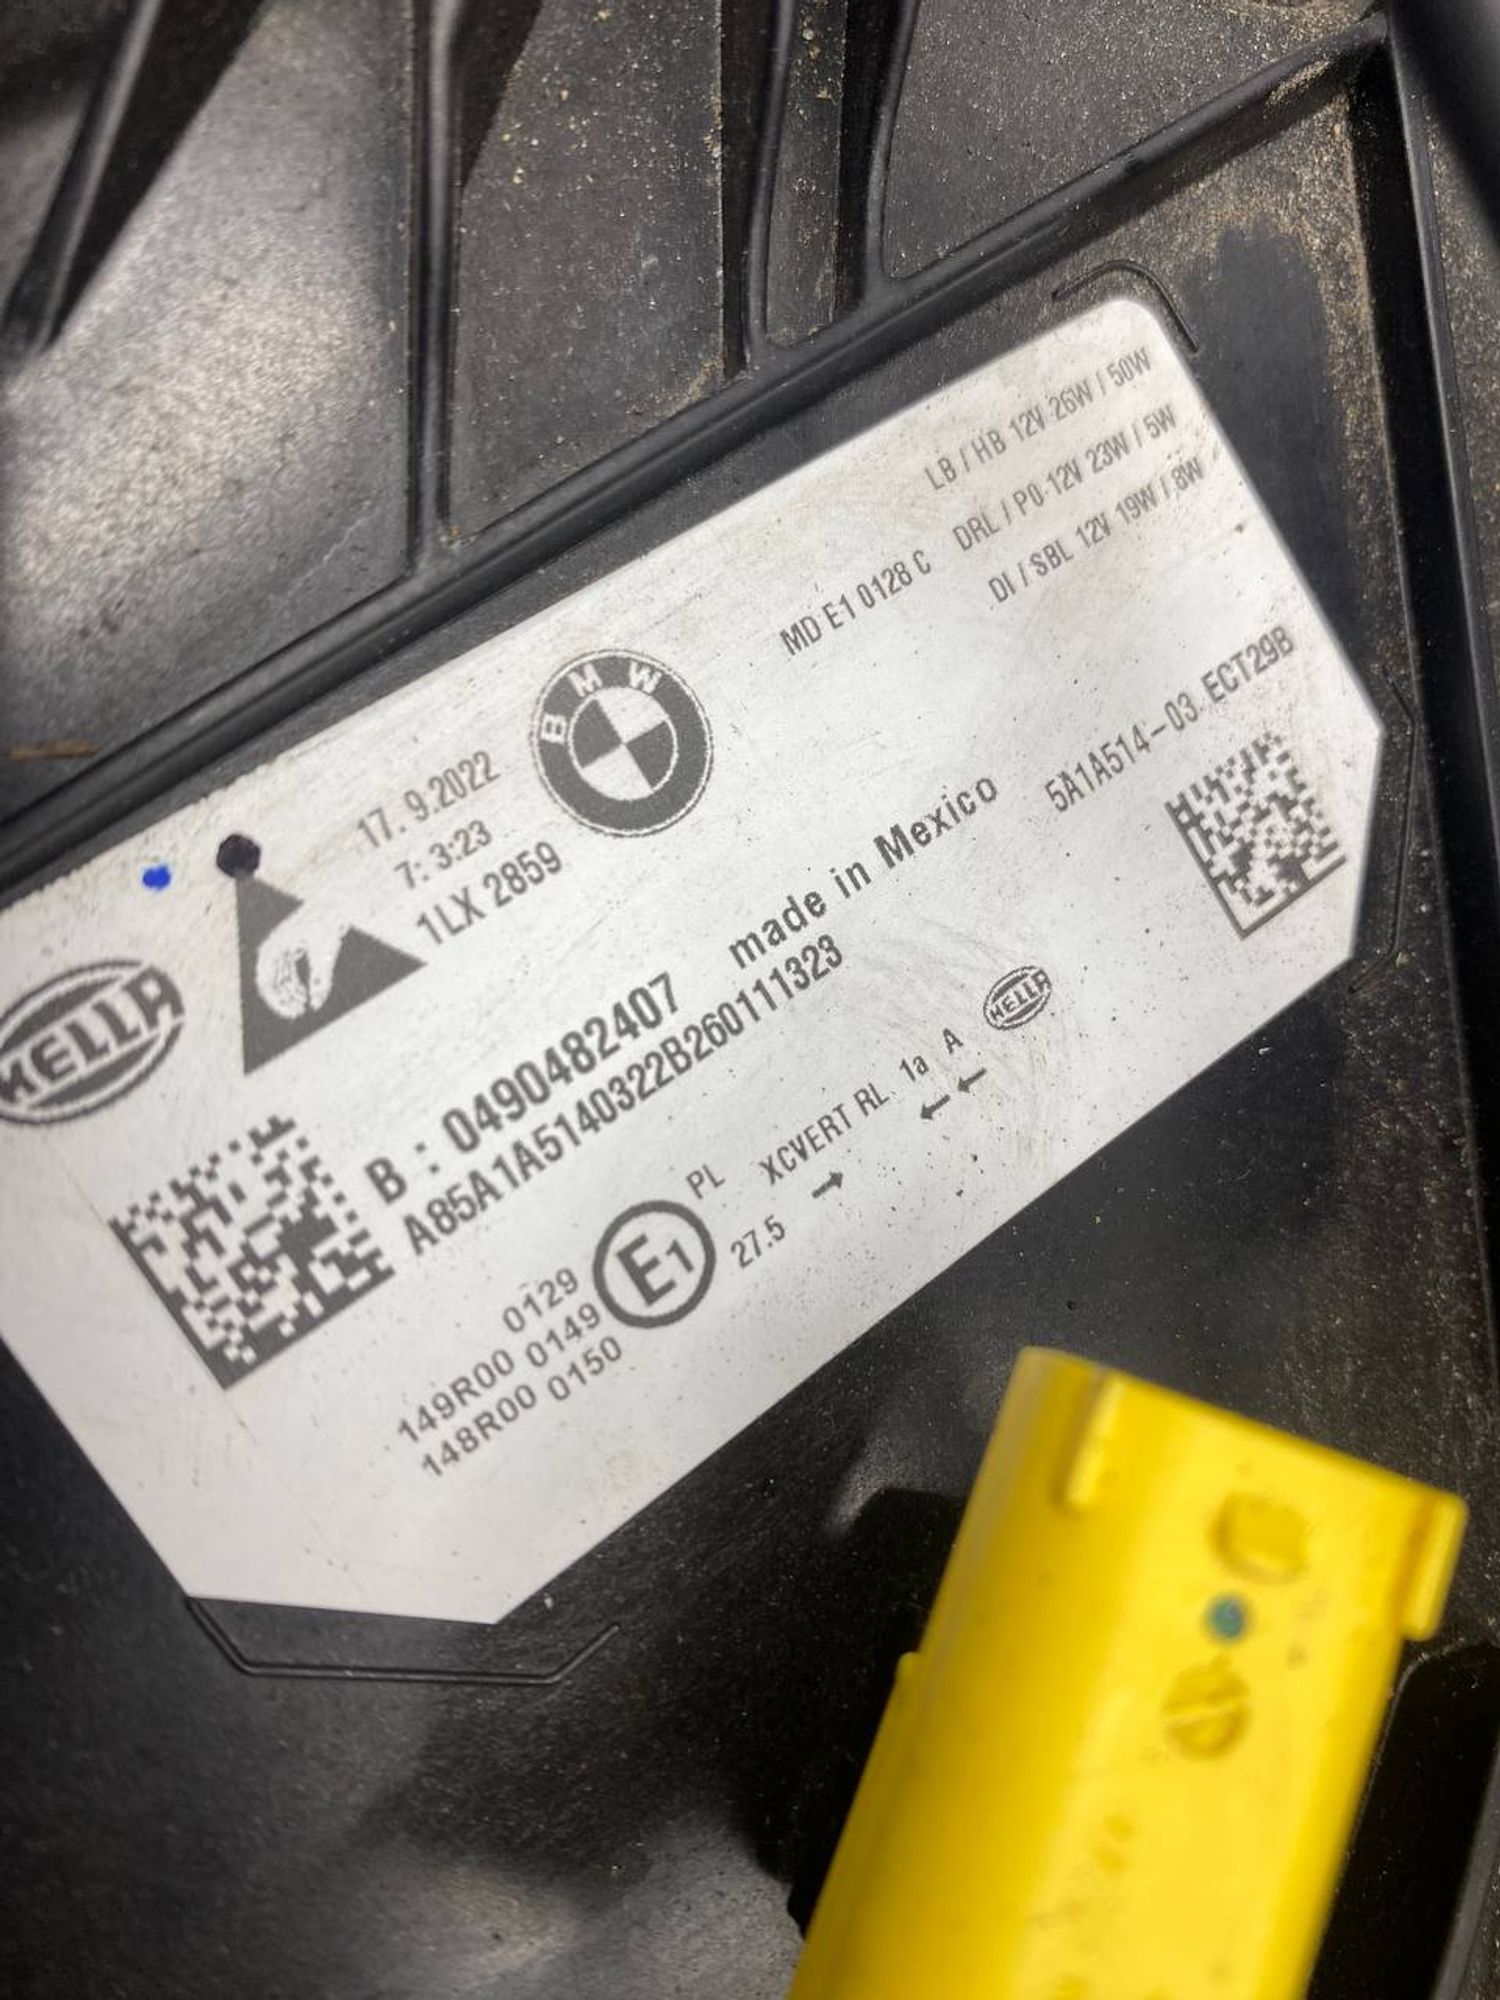 LB / HB 12V 26W / 50W
DRL / P0 12V 23W / 5W
MD E1 0128 C
DI / SBL 12V 19W / 8W
BMW
17. 9.2022
7: 3:23
1LX 2859
HELLA
5A1A514-03 ECT29B
made in Mexico
B : 0490482407
A85A1A5140322B260111323
HELLA
PL XCVERT RL 1a A
E1
27.5
0129
149R00 0149
148R00 0150